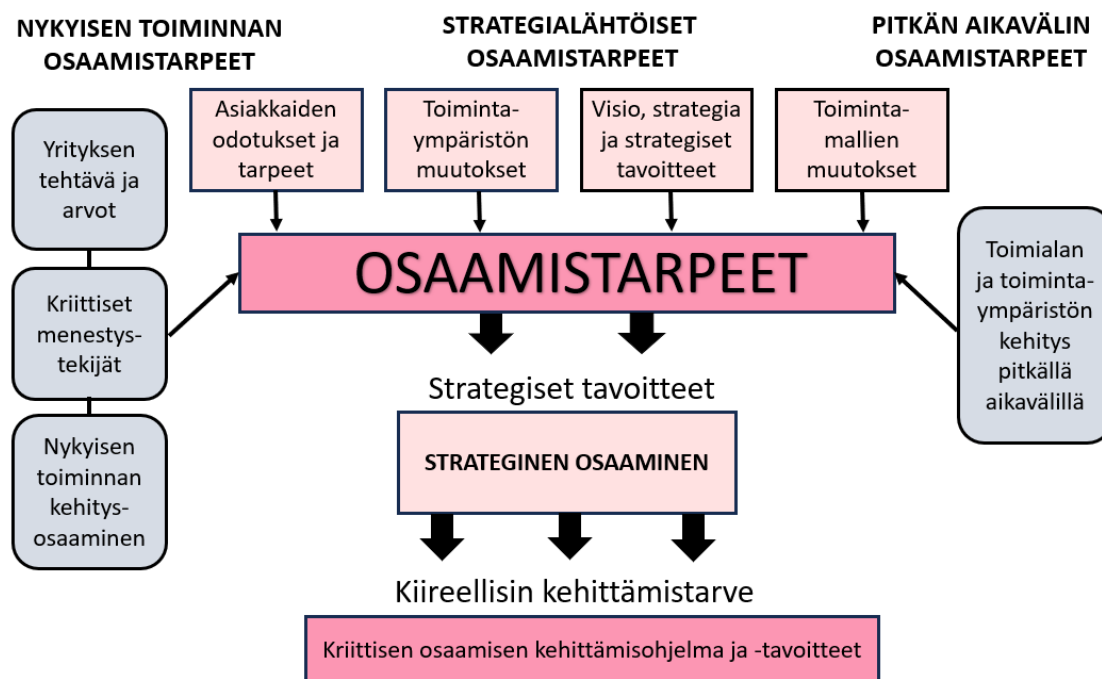 NYKYISEN TOIMINNAN
OSAAMISTARPEET
STRATEGIALÄHTÖISET
OSAAMISTARPEET
PITKÄN AIKAVÄLIN
OSAAMISTARPEET
Yrityksen
tehtävä ja
arvot
Kriittiset
menestys-
tekijät
Nykyisen
toiminnan
kehitys-
osaaminen
Asiakkaiden
odotukset ja
tarpeet
Toiminta-
ympäristön
muutokset
Visio, strategia
ja strategiset
tavoitteet
Toiminta-
mallien
muutokset
Toimialan
ja toiminta-
ympäristön
kehitys
pitkällä
aikavälillä
OSAAMISTARPEET
Strategiset tavoitteet
STRATEGINEN OSAAMINEN
Kiireellisin kehittämistarve
Kriittisen osaamisen kehittämisohjelma ja -tavoitteet